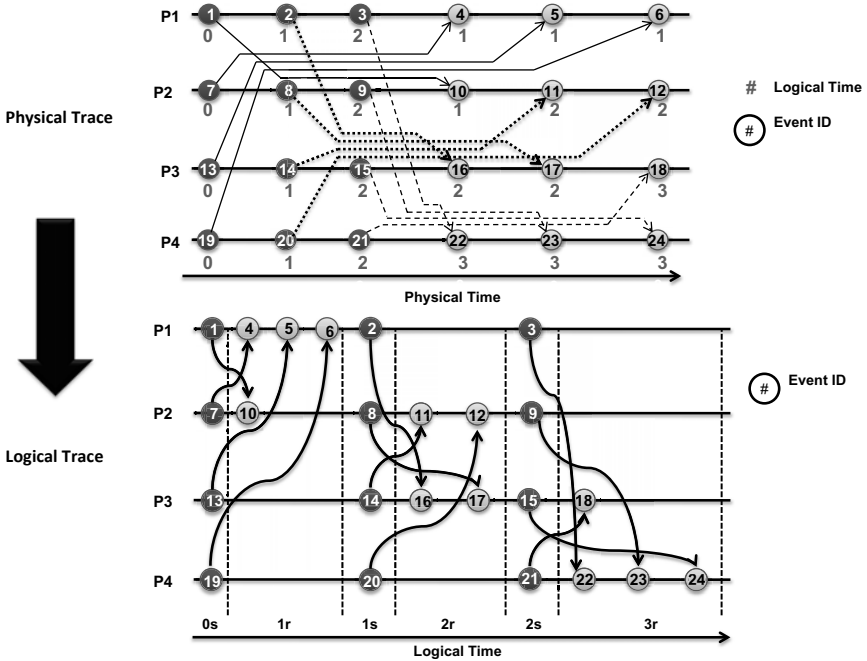 P1 1 2 3 4 5 6
0 1 2 1 1 1
P2 7 8 9 10 11 12
0 1 2 1 2 2
# Logical Time
# Event ID
Physical Trace
P3 13 14 15 16 17 18
0 1 2 2 2 3
P4 19 20 21 22 23 24
0 1 2 3 3 3
Physical Time
P1 1 4 5 6 2 3
# Event ID
P2 7 10 8 11 12 9
Logical Trace
P3 13 14 16 17 15 18
P4 19 20 21 22 23 24
0s 1r 1s 2r 2s 3r
Logical Time